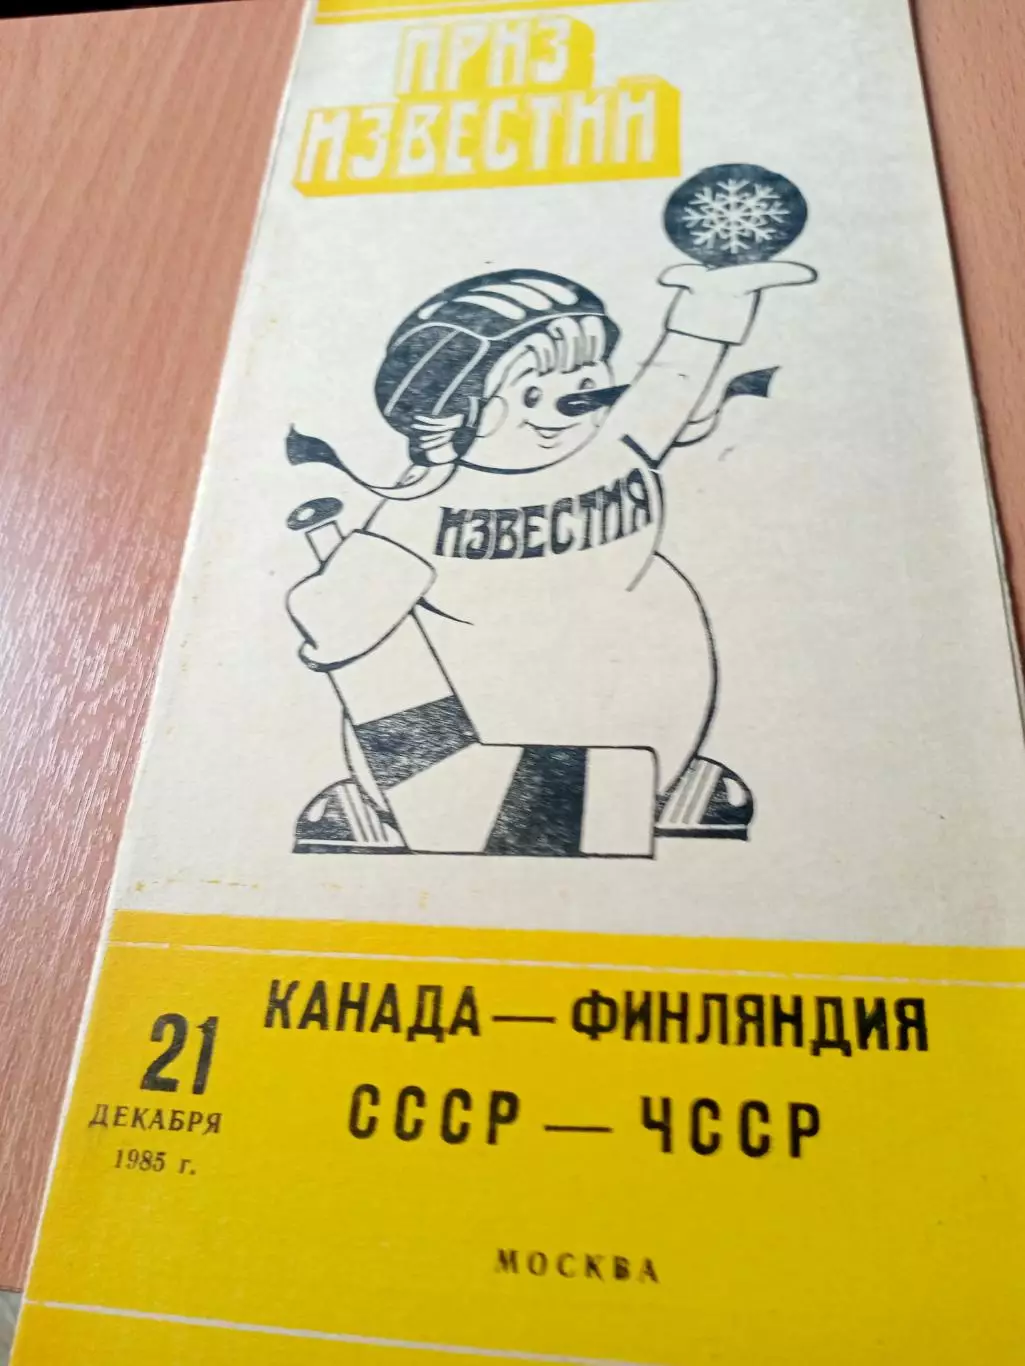 ПРИЗ
ИЗВЕСТИЙ
ИЗВЕСТИЯ
КАНАДА — ФИНЛЯНДИЯ
21
ДЕКАБРЯ
1985 г.
СССР — ЧССР
МОСКВА